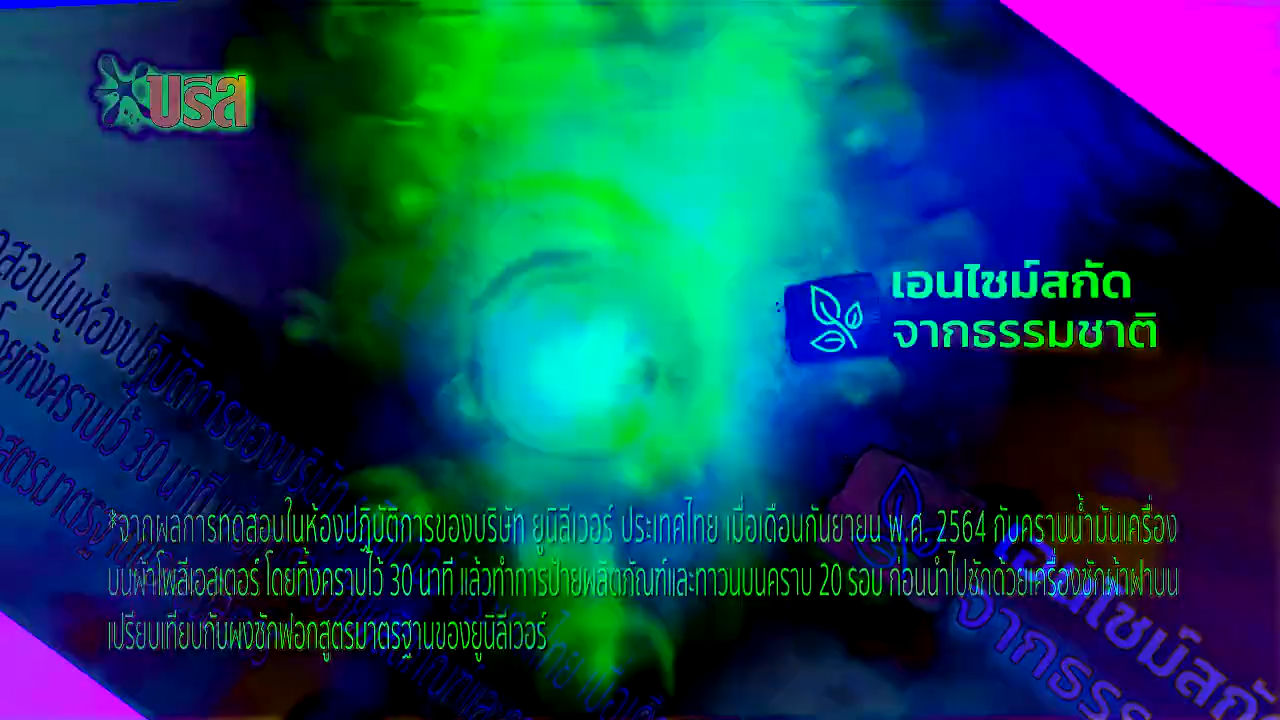 บรีส
เอนไซม์สกัด
จากธรรมชาติ
*จากผลการทดสอบในห้องปฏิบัติการของบริษัท ยูนิลีเวอร์ ประเทศไทย เมื่อเดือนกันยายน พ.ศ. 2564 กับคราบน้ำมันเครื่อง
บนผ้าโพลีเอสเตอร์ โดยทิ้งคราบไว้ 30 นาที แล้วทำการป้ายผลิตภัณฑ์และทาวนบนคราบ 20 รอบ ก่อนนำไปซักด้วยเครื่องซักผ้าฝาบน
เปรียบเทียบกับผงซักฟอกสูตรมาตรฐานของยูนิลีเวอร์